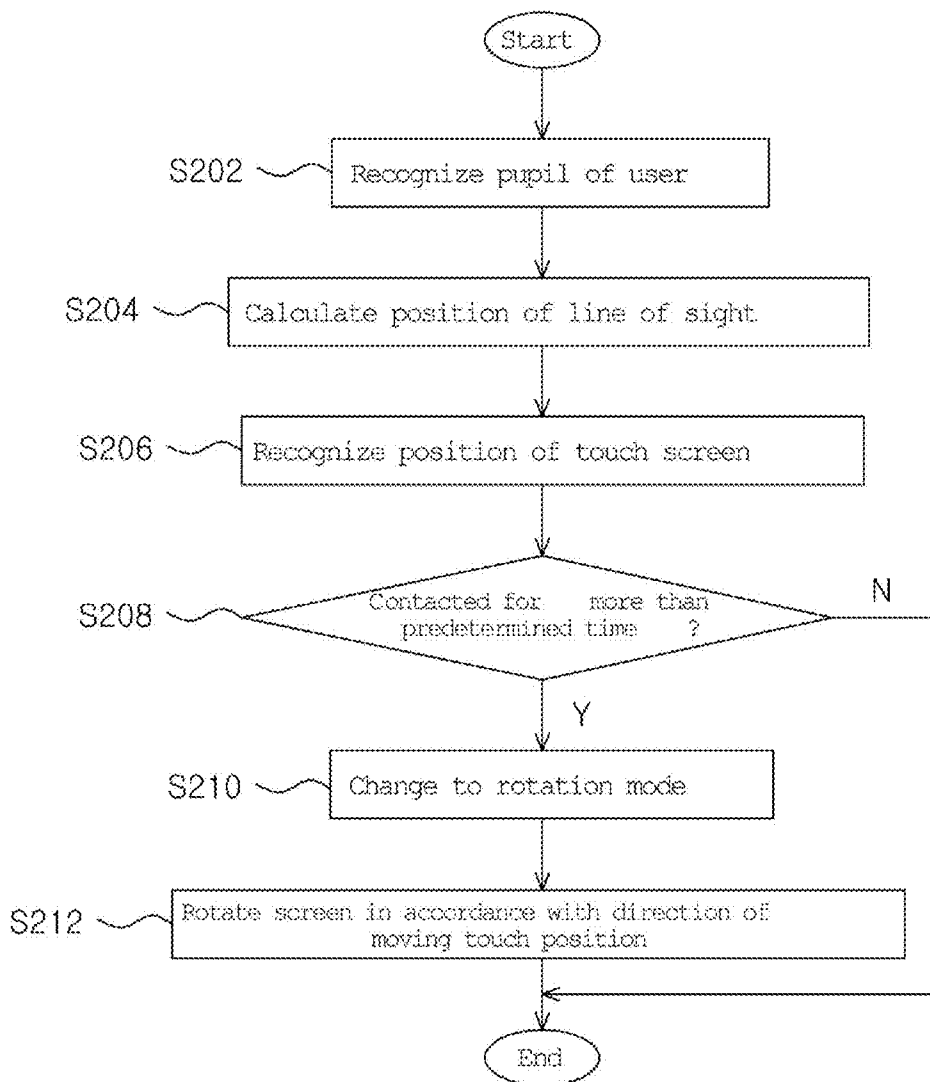 Start
S202
Recognize pupil of user
S204
Calculate position of line of sight
S206
Recognize position of touch screen
S208
Contacted for more than
predetermined time ?
N
Y
S210
Change to rotation mode
S212
Rotate screen in accordance with direction of
moving touch position
End